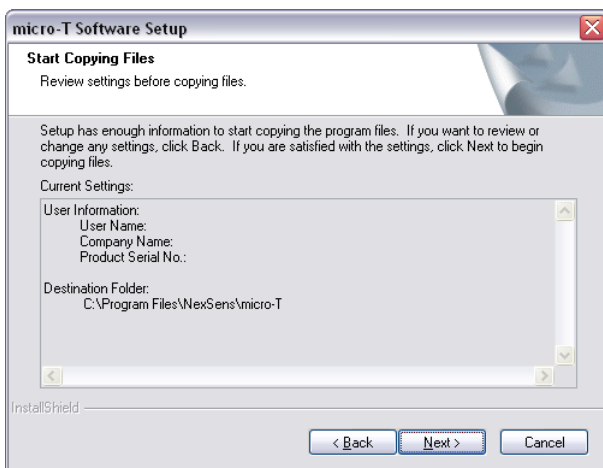 micro-T Software Setup
Start Copying Files
Review settings before copying files.
Setup has enough information to start copying the program files. If you want to review or
change any settings, click Back. If you are satisfied with the settings, click Next to begin
copying files.
Current Settings:
User Information:
User Name:
Company Name:
Product Serial No.:
Destination Folder:
C:\Program Files\NexSens\micro-T
InstallShield
< Back
Next >
Cancel